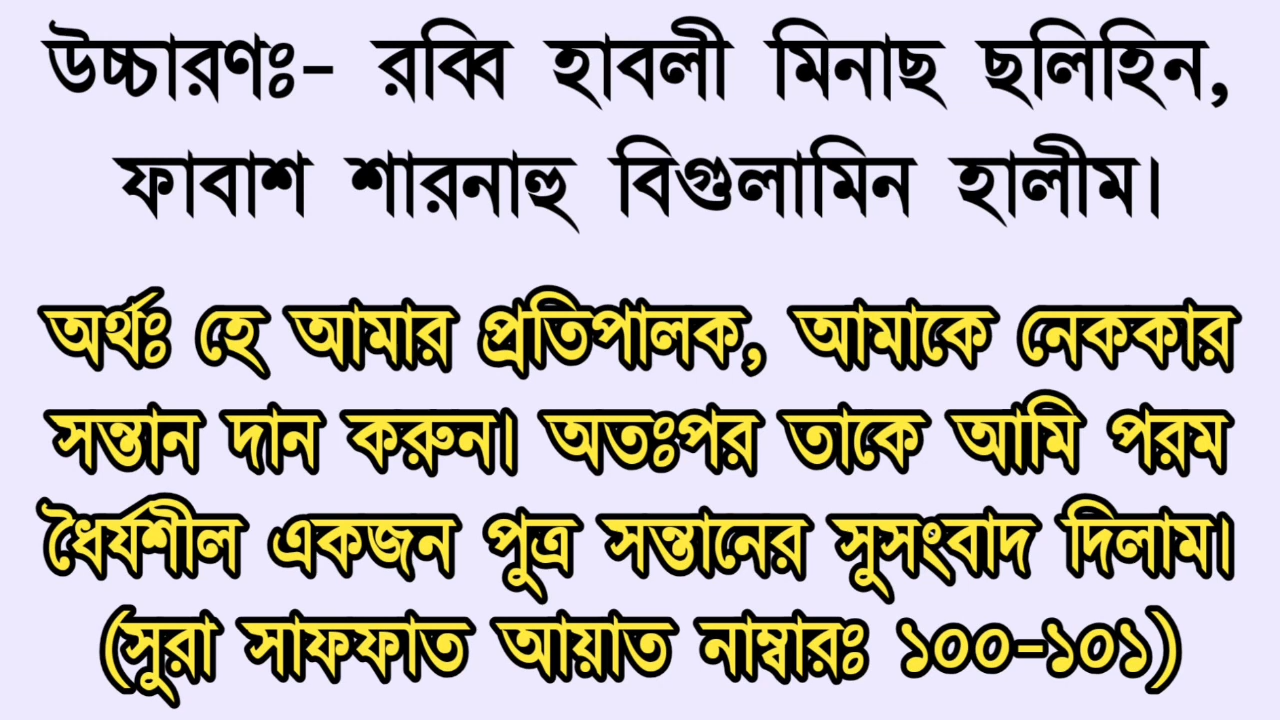 উচ্চারণঃ- রব্বি হাবলী মিনাছ ছলিহিন,
ফাবাশ শারনাহু বিগুলামিন হালীম।
অর্থঃ হে আমার প্রতিপালক, আমাকে নেককার
সন্তান দান করুন। অতঃপর তাকে আমি পরম
ধৈর্যশীল একজন পুত্র সন্তানের সুসংবাদ দিলাম।
(সুরা সাফফাত আয়াত নাম্বারঃ ১০০-১০১)